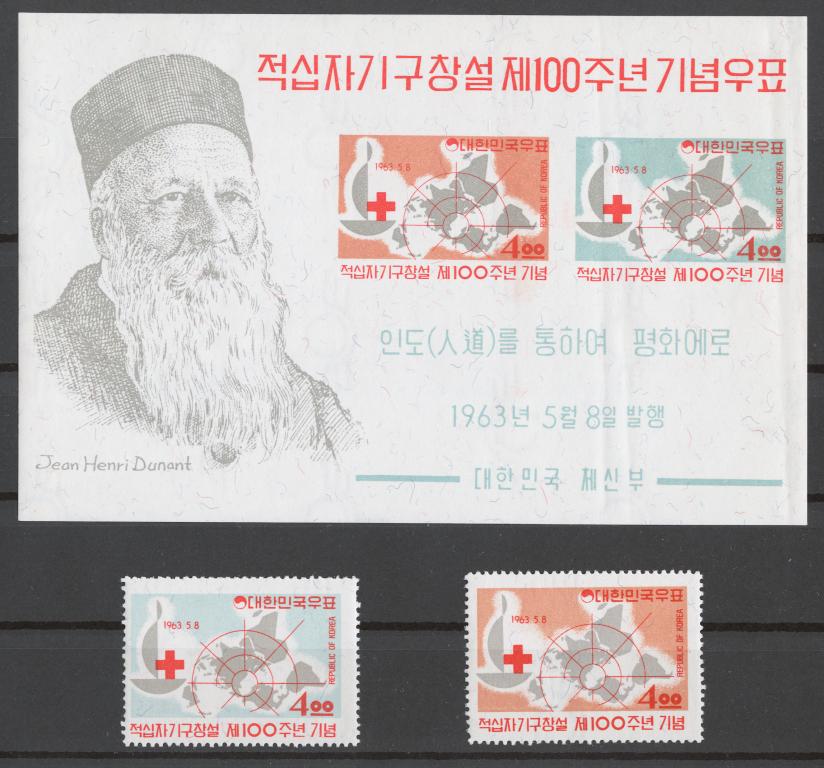 적십자기구창설 제100주년 기념우표
대한민국우표
1963. 5. 8
REPUBLIC OF KOREA
4.00
적십자기구창설 제100주년 기념
대한민국우표
1963. 5. 8
REPUBLIC OF KOREA
4.00
적십자기구창설 제100주년 기념
인도(人道)를 통하여 평화에로
1963년 5월 8일 발행
Jean Henri Dunant
대한민국 체신부
대한민국우표
1963. 5. 8
REPUBLIC OF KOREA
4.00
적십자기구창설 제100주년 기념
대한민국우표
1963. 5. 8
REPUBLIC OF KOREA
4.00
적십자기구창설 제100주년 기념